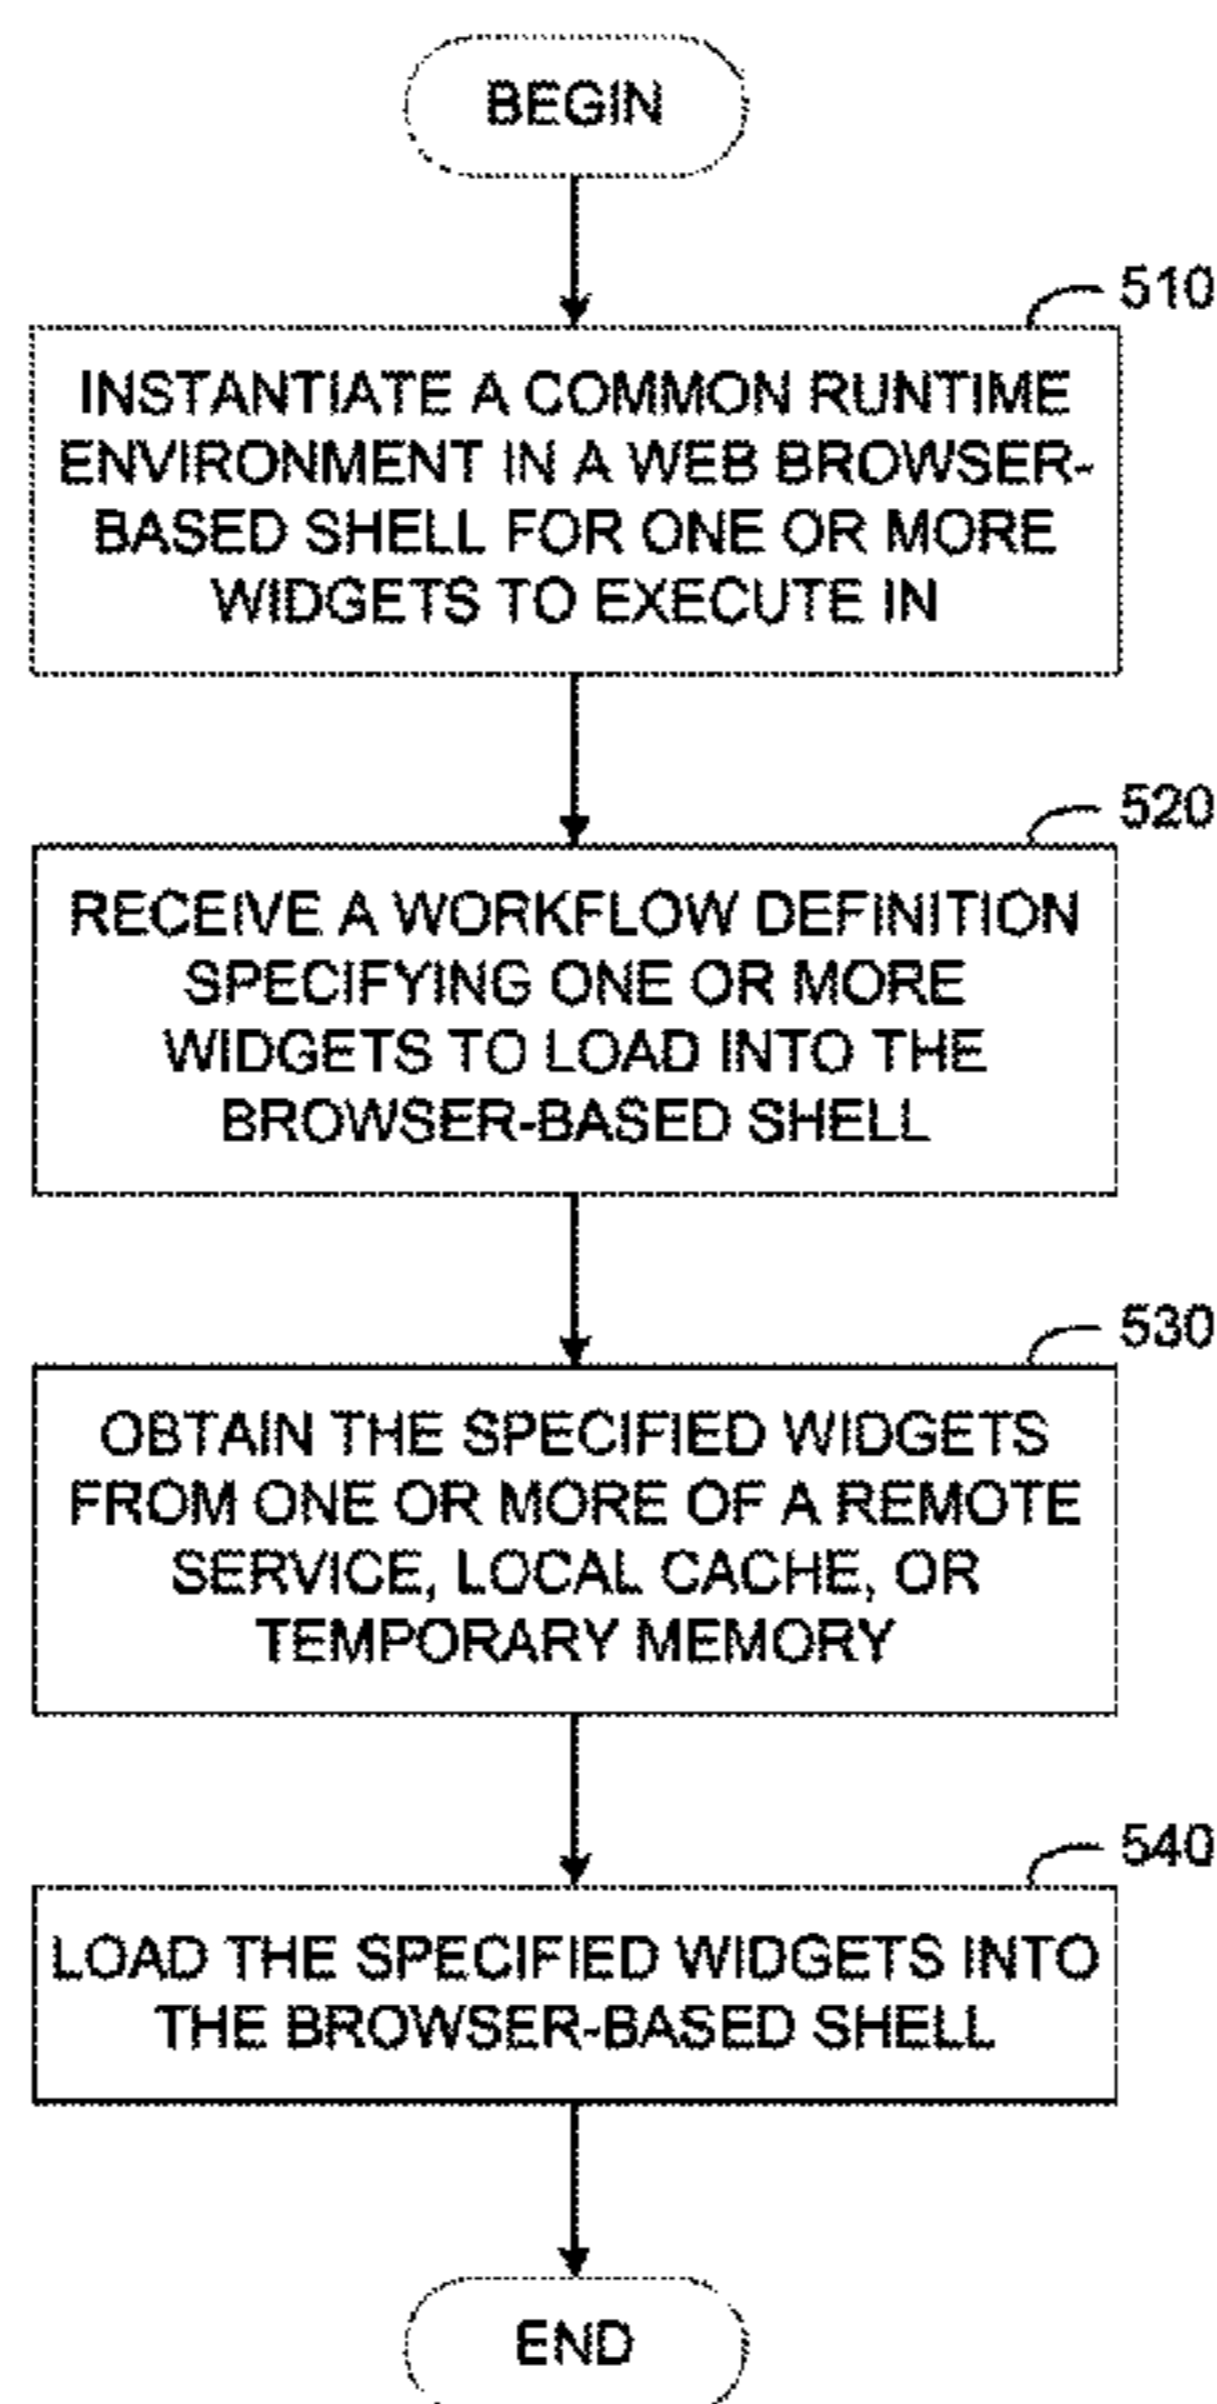 BEGIN
510
INSTANTIATE A COMMON RUNTIME
ENVIRONMENT IN A WEB BROWSER-
BASED SHELL FOR ONE OR MORE
WIDGETS TO EXECUTE IN
520
RECEIVE A WORKFLOW DEFINITION
SPECIFYING ONE OR MORE
WIDGETS TO LOAD INTO THE
BROWSER-BASED SHELL
530
OBTAIN THE SPECIFIED WIDGETS
FROM ONE OR MORE OF A REMOTE
SERVICE, LOCAL CACHE, OR
TEMPORARY MEMORY
540
LOAD THE SPECIFIED WIDGETS INTO
THE BROWSER-BASED SHELL
END